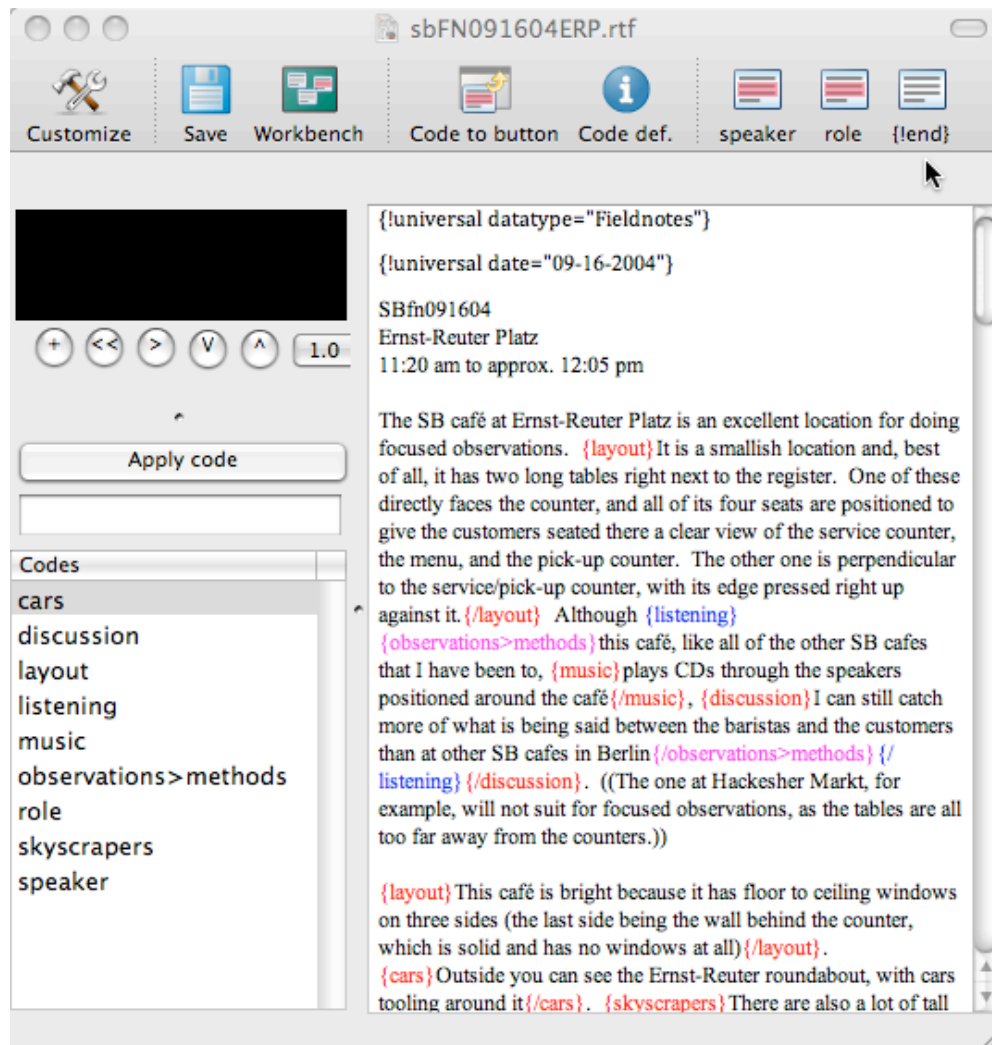 sbFN091604ERP.rtf
Customize Save Workbench Code to button Code def. speaker role {!end}
+ << > V ^ 1.0
Apply code
Codes
cars
discussion
layout
listening
music
observations>methods
role
skyscrapers
speaker
{!universal datatype="Fieldnotes"}
{!universal date="09-16-2004"}
SBfn091604
Ernst-Reuter Platz
11:20 am to approx. 12:05 pm
The SB café at Ernst-Reuter Platz is an excellent location for doing
focused observations. {layout}It is a smallish location and, best
of all, it has two long tables right next to the register. One of these
directly faces the counter, and all of its four seats are positioned to
give the customers seated there a clear view of the service counter,
the menu, and the pick-up counter. The other one is perpendicular
to the service/pick-up counter, with its edge pressed right up
against it.{/layout} Although {listening}
{observations>methods}this café, like all of the other SB cafes
that I have been to, {music}plays CDs through the speakers
positioned around the café{/music}, {discussion}I can still catch
more of what is being said between the baristas and the customers
than at other SB cafes in Berlin{/observations>methods}{/
listening}{/discussion}. ((The one at Hackesher Markt, for
example, will not suit for focused observations, as the tables are all
too far away from the counters.))
{layout}This café is bright because it has floor to ceiling windows
on three sides (the last side being the wall behind the counter,
which is solid and has no windows at all){/layout}.
{cars}Outside you can see the Ernst-Reuter roundabout, with cars
tooling around it{/cars}. {skyscrapers}There are also a lot of tall